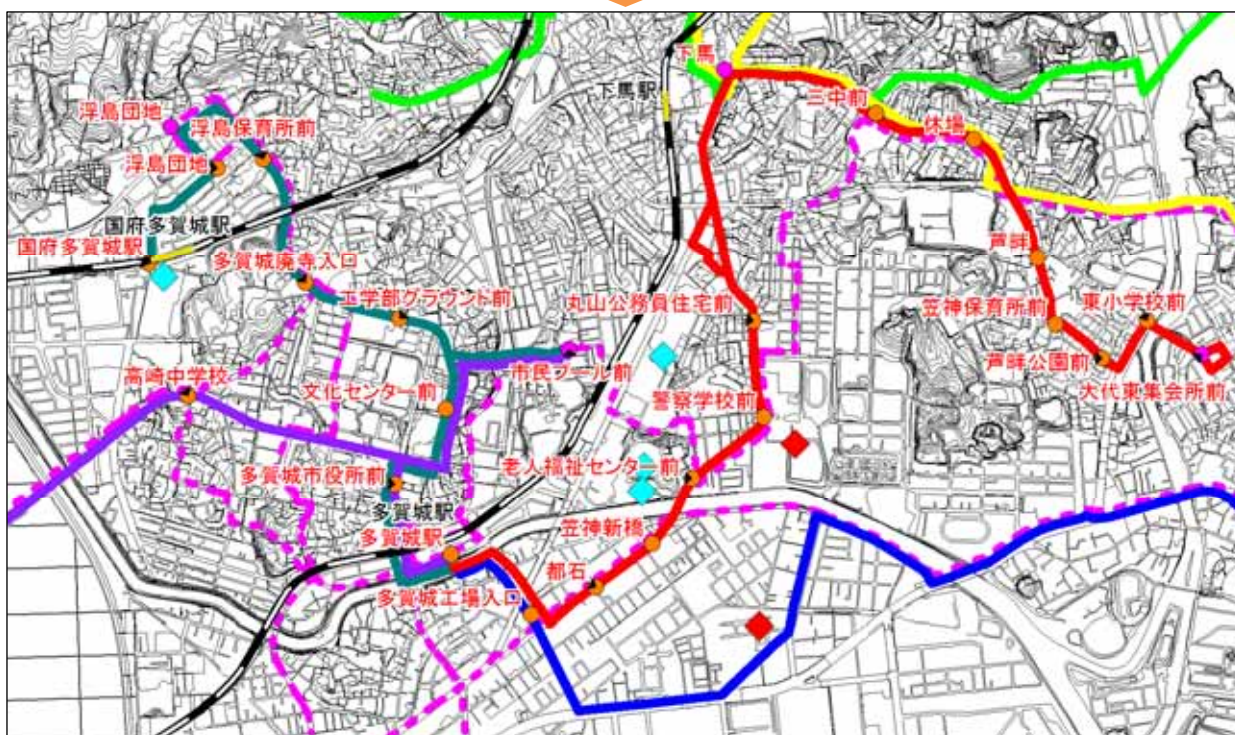 下馬
下馬駅
三中前
休場
浮島団地
浮島保育所前
浮島団地
国府多賀城駅
国府多賀城駅
多賀城廃寺入口
工学部グラウンド前
丸山公務員住宅前
芦畔
笠神保育所前
東小学校前
芦畔公園前
大代東集会所前
高崎中学校
文化センター前
市民プール前
警察学校前
老人福祉センター前
多賀城市役所前
多賀城駅
多賀城駅
笠神新橋
都石
多賀城工場入口